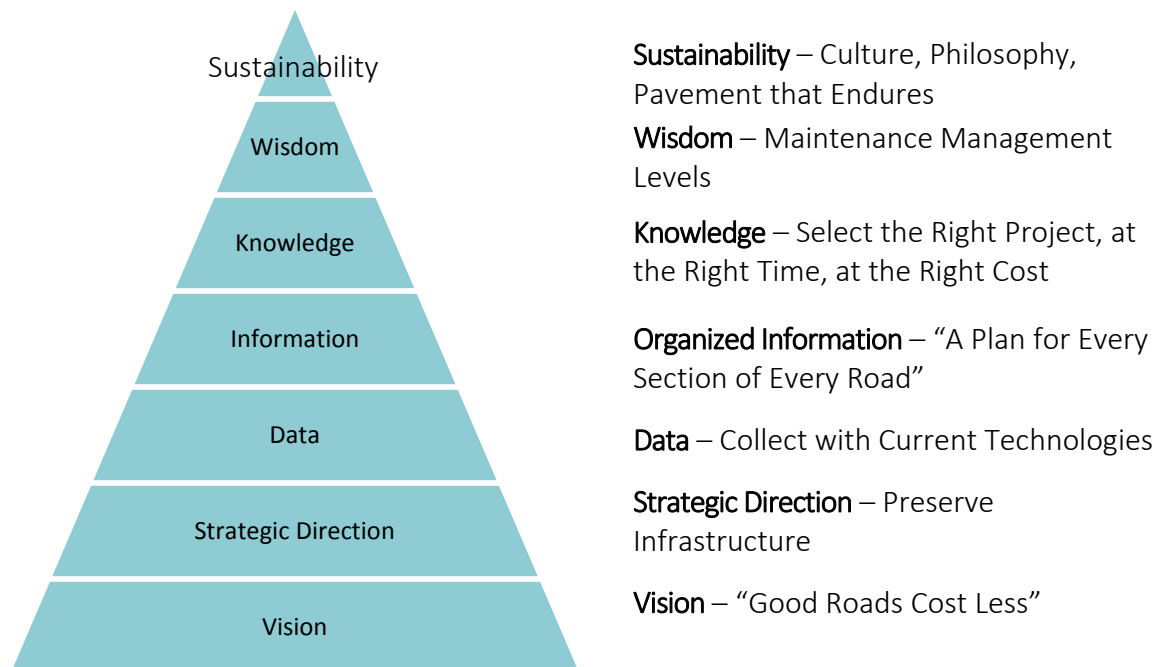 Sustainability
Wisdom
Knowledge
Information
Data
Strategic Direction
Vision
Sustainability – Culture, Philosophy,
Pavement that Endures
Wisdom – Maintenance Management
Levels
Knowledge – Select the Right Project, at
the Right Time, at the Right Cost
Organized Information – “A Plan for Every
Section of Every Road”
Data – Collect with Current Technologies
Strategic Direction – Preserve
Infrastructure
Vision – “Good Roads Cost Less”